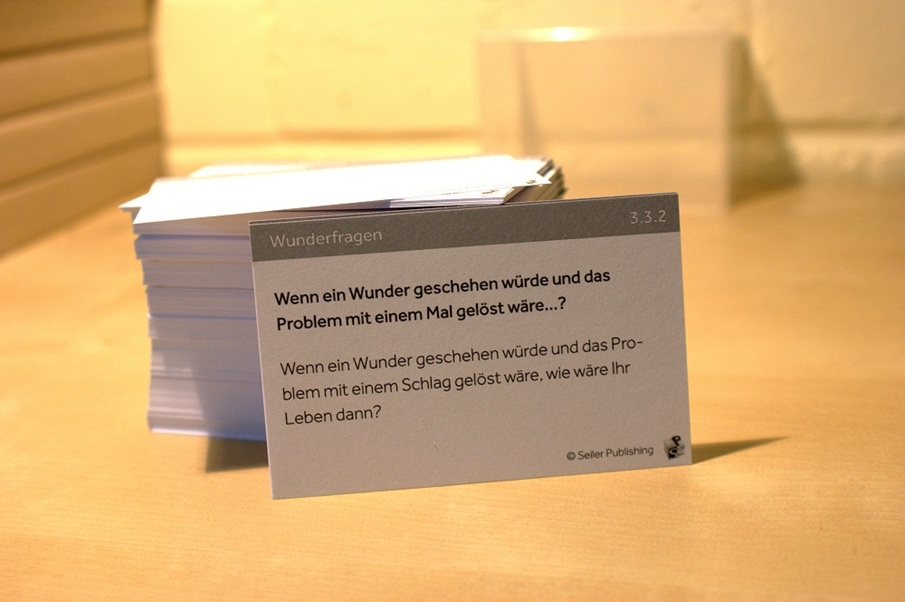 Wunderfragen 3.3.2
Wenn ein Wunder geschehen würde und das
Problem mit einem Mal gelöst wäre...?
Wenn ein Wunder geschehen würde und das Pro-
blem mit einem Schlag gelöst wäre, wie wäre Ihr
Leben dann?
© Seiler Publishing